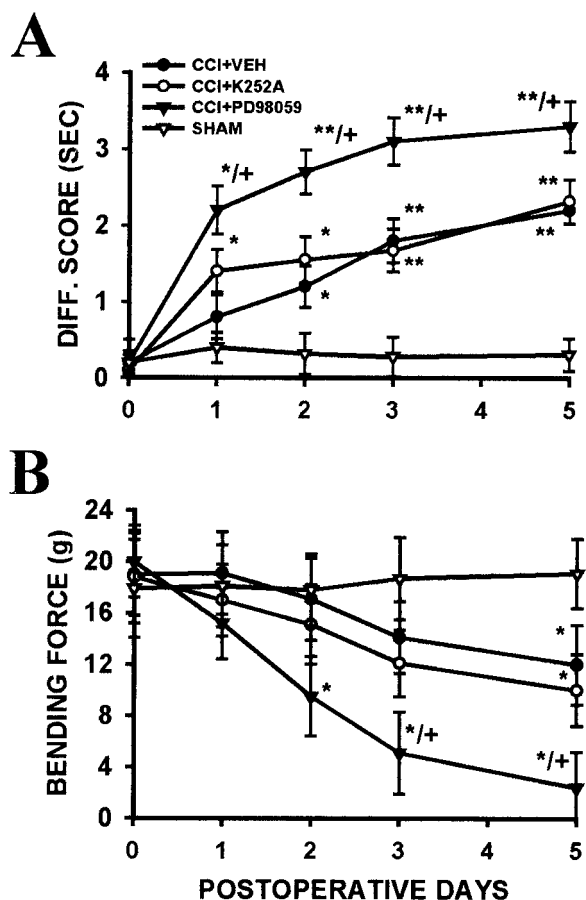 A
CCI+VEH
CCI+K252A
CCI+PD98059
SHAM
DIFF. SCORE (SEC)
4
3
2
1
0
*/+
**/+
**/+
**/+
*
*
*
**
**
**
**
0 1 2 3 4 5
B
BENDING FORCE (g)
24
20
16
12
8
4
0
*
*
*
*/+
*/+
0 1 2 3 4 5
POSTOPERATIVE DAYS